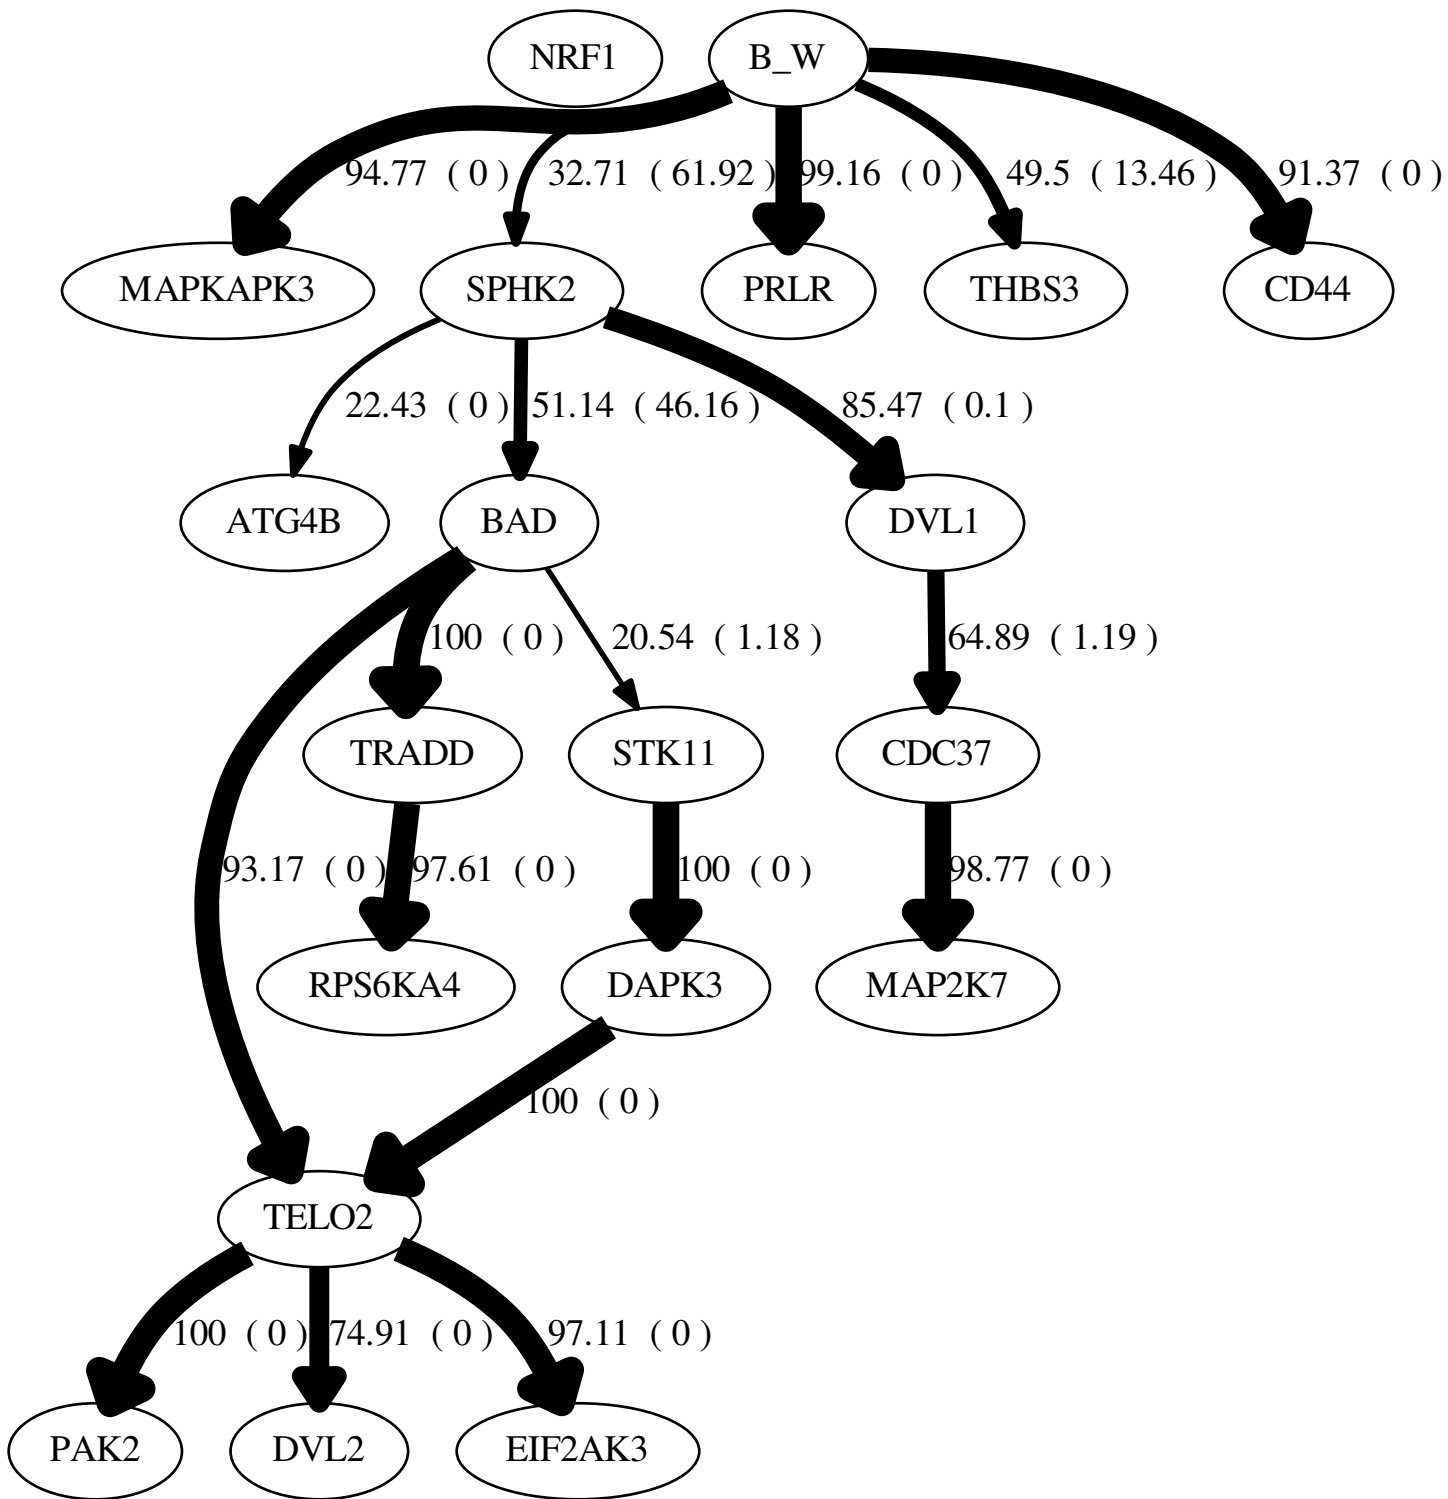 NRF1 B_W
94.77 ( 0 ) 32.71 ( 61.92 ) 99.16 ( 0 ) 49.5 ( 13.46 ) 91.37 ( 0 )
MAPKAPK3 SPHK2 PRLR THBS3 CD44
22.43 ( 0 ) 51.14 ( 46.16 ) 85.47 ( 0.1 )
ATG4B BAD DVL1
100 ( 0 ) 20.54 ( 1.18 ) 64.89 ( 1.19 )
TRADD STK11 CDC37
93.17 ( 0 ) 97.61 ( 0 ) 100 ( 0 ) 98.77 ( 0 )
RPS6KA4 DAPK3 MAP2K7
100 ( 0 )
TELO2
100 ( 0 ) 74.91 ( 0 ) 97.11 ( 0 )
PAK2 DVL2 EIF2AK3